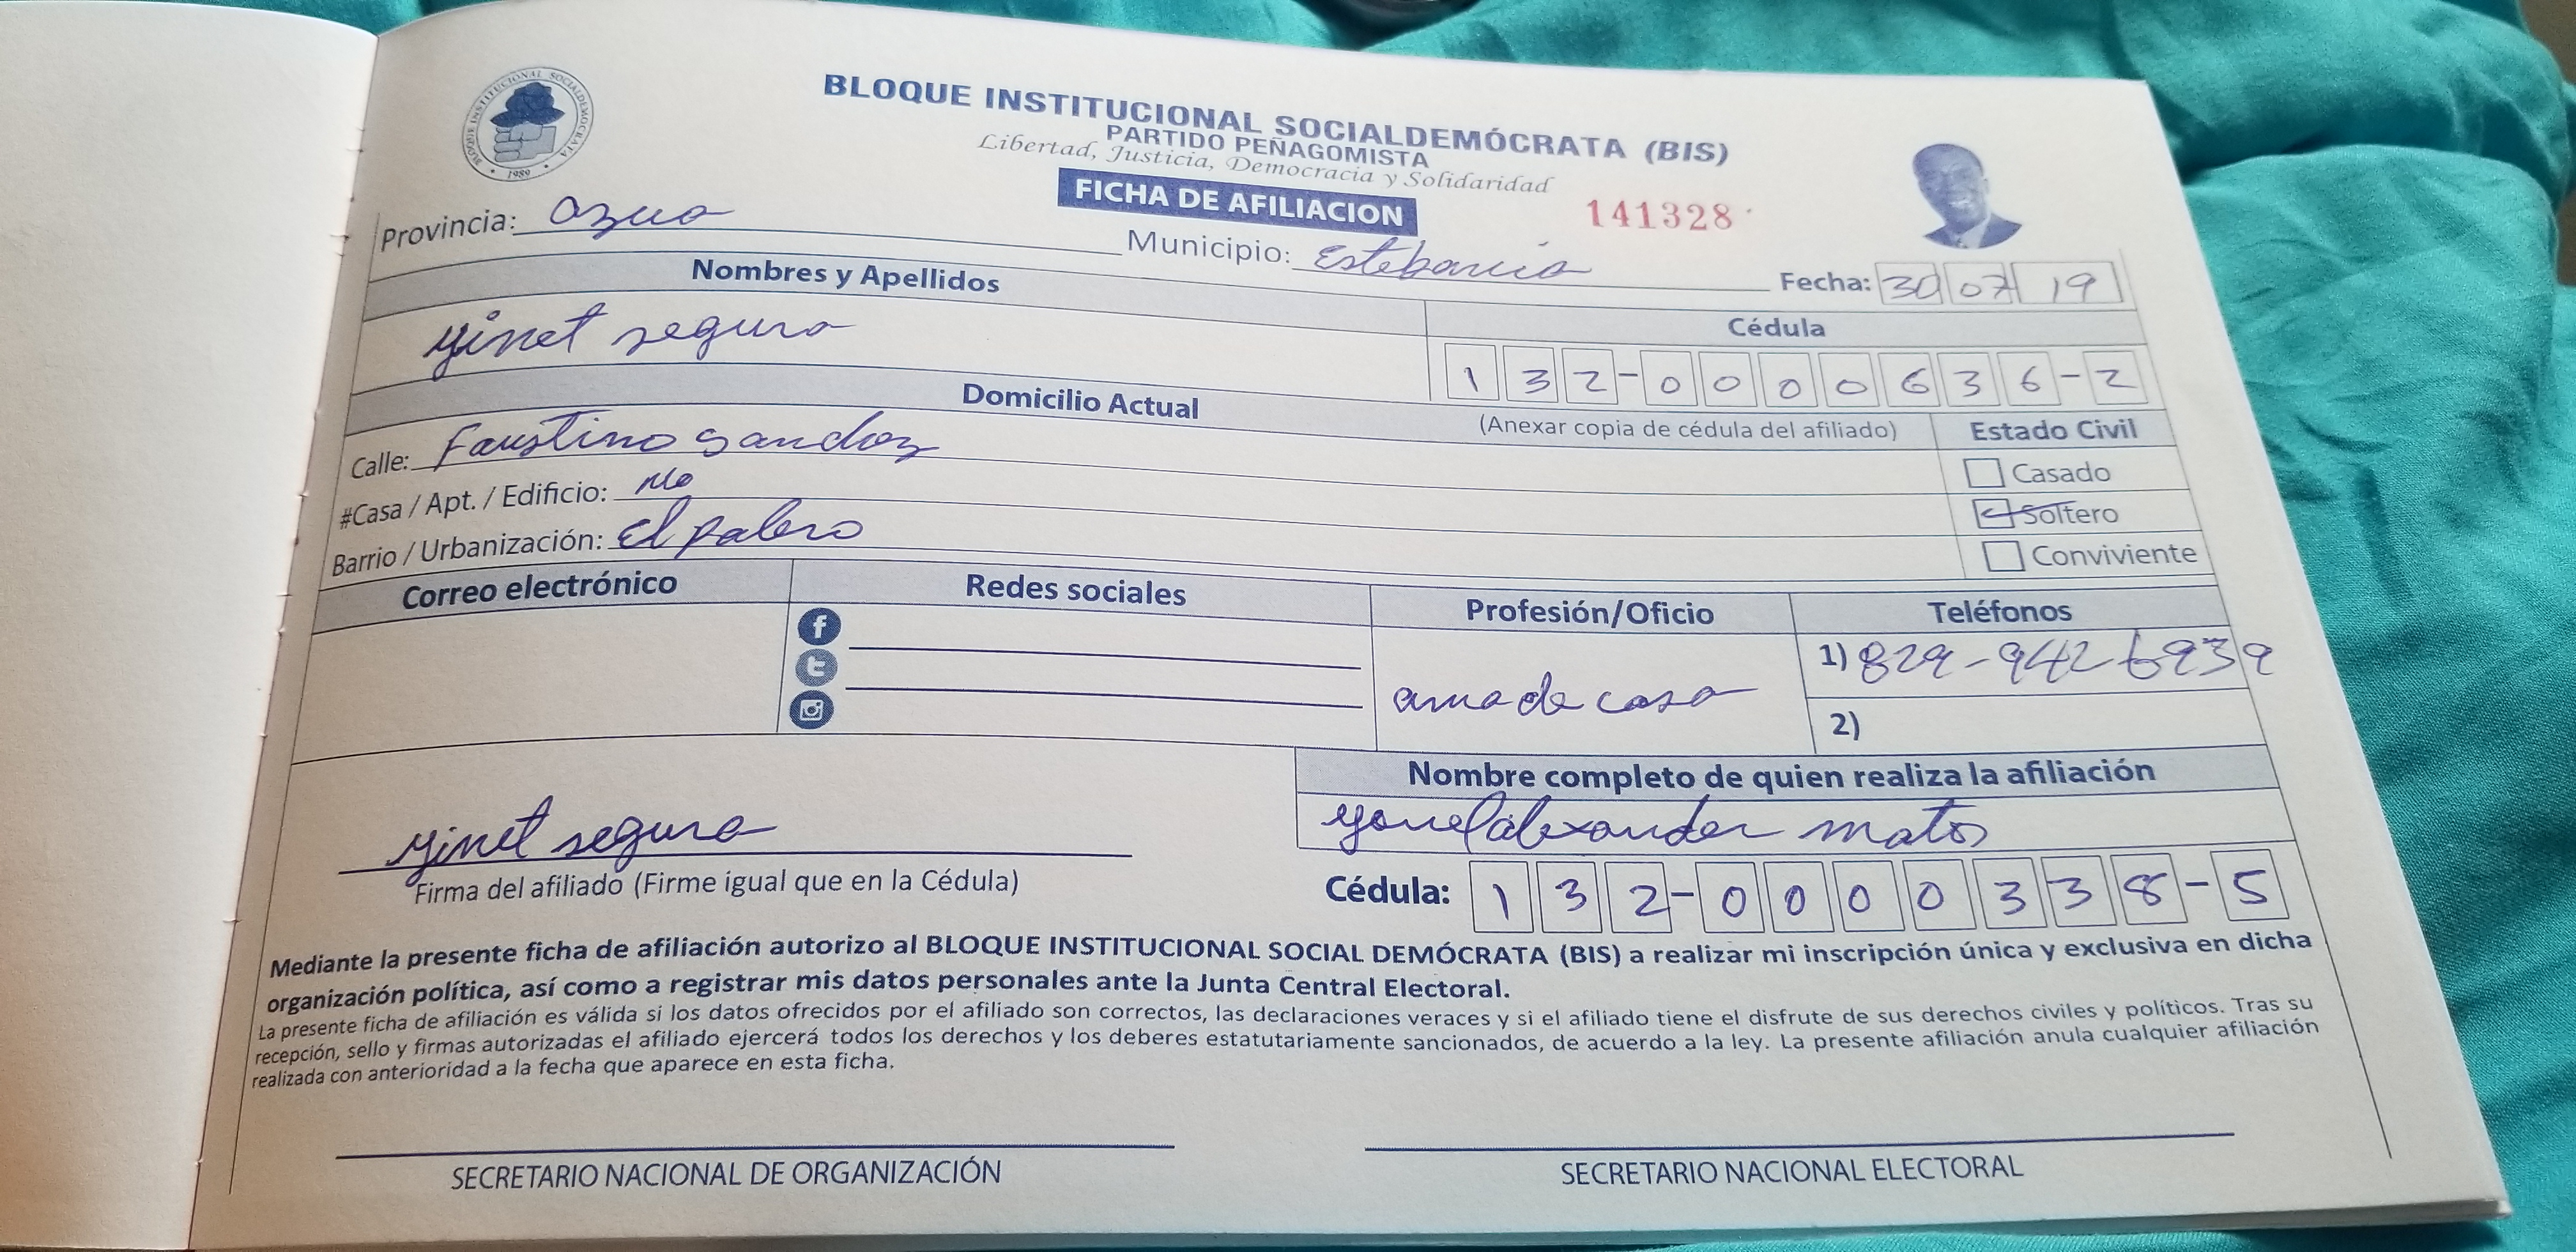 BLOQUE INSTITUCIONAL SOCIALDEMOCRATA
1989
BLOQUE INSTITUCIONAL SOCIALDEMÓCRATA (BIS)
PARTIDO PEÑAGOMISTA
Libertad, Justicia, Democracia y Solidaridad
FICHA DE AFILIACION
141328
Provincia: azua
Municipio: Estebania
Fecha: 30 07 19
Nombres y Apellidos
yinet segura
Cédula
132-0000636-2
(Anexar copia de cédula del afiliado)
Domicilio Actual
Calle: Faustino sandoz
#Casa / Apt. / Edificio:
Barrio / Urbanización: El palero
Estado Civil
Casado
Soltero
Conviviente
Correo electrónico
Redes sociales
Profesión/Oficio
ama de casa
Teléfonos
1) 829-942 6939
2)
yinet segura
Firma del afiliado (Firme igual que en la Cédula)
Nombre completo de quien realiza la afiliación
alexander matos
Cédula: 132-0000338-5
Mediante la presente ficha de afiliación autorizo al BLOQUE INSTITUCIONAL SOCIAL DEMÓCRATA (BIS) a realizar mi inscripción única y exclusiva en dicha
organización política, así como a registrar mis datos personales ante la Junta Central Electoral.
La presente ficha de afiliación es válida si los datos ofrecidos por el afiliado son correctos, las declaraciones veraces y si el afiliado tiene el disfrute de sus derechos civiles y políticos. Tras su
recepción, sello y firmas autorizadas el afiliado ejercerá todos los derechos y los deberes estatutariamente sancionados, de acuerdo a la ley. La presente afiliación anula cualquier afiliación
realizada con anterioridad a la fecha que aparece en esta ficha.
SECRETARIO NACIONAL DE ORGANIZACIÓN
SECRETARIO NACIONAL ELECTORAL